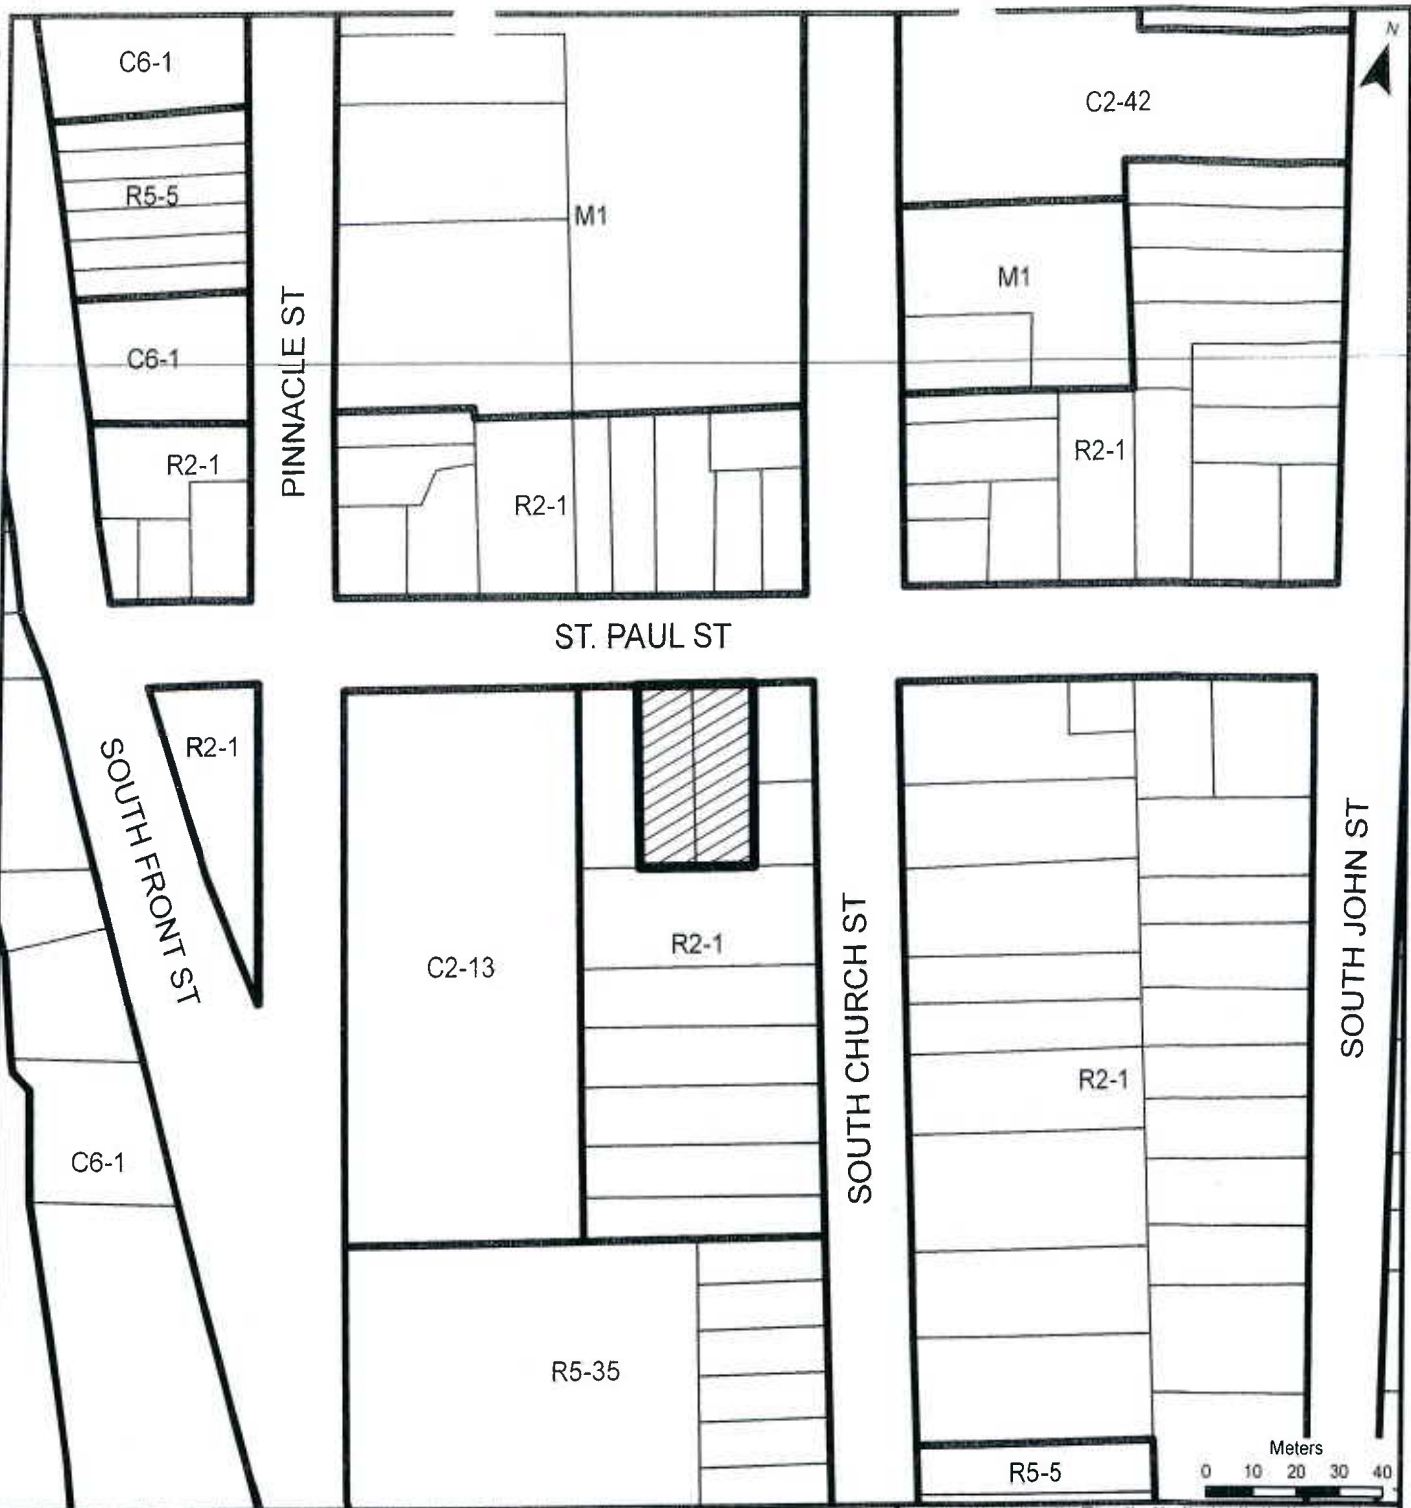 N
C6-1
C2-42
R5-5
M1
M1
C6-1
PINNACLE ST
R2-1
R2-1
R2-1
ST. PAUL ST
R2-1
SOUTH FRONT ST
C2-13
R2-1
SOUTH CHURCH ST
SOUTH JOHN ST
R2-1
C6-1
R5-35
R5-5
Meters
0 10 20 30 40